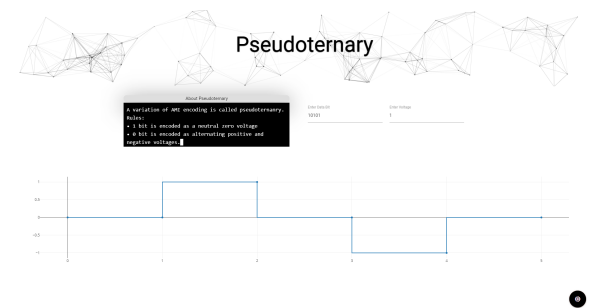 Pseudoternary
About Pseudoternary
A variation of AMI encoding is called pseudoternaery.
Rules:
• 1 bit is encoded as a neutral zero voltage
• 0 bit is encoded as alternating positive and
negative voltages.
Enter Data bit
10101
Enter Voltage
1
1
0.5
0
-0.5
-1
0
1
2
3
4
5